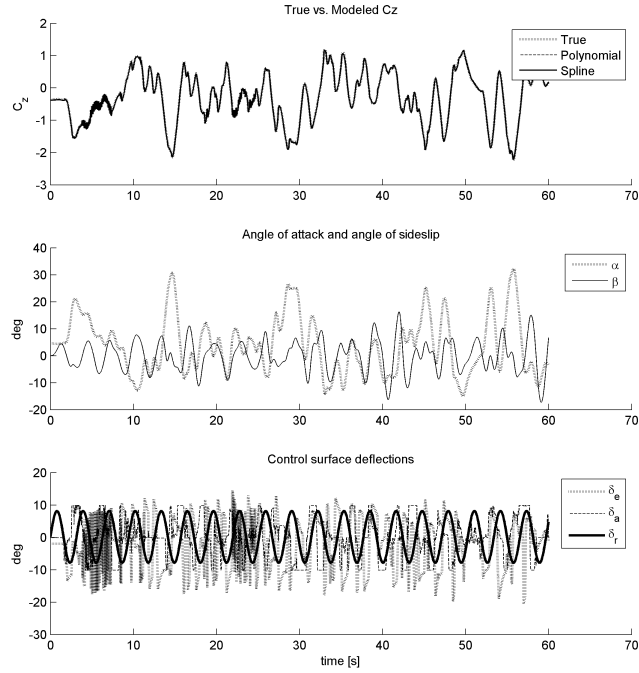 True vs. Modeled Cz
2
1
0
-1
-2
-3
C_z
0 10 20 30 40 50 60 70
True
Polynomial
Spline
Angle of attack and angle of sideslip
40
30
20
10
0
-10
-20
deg
0 10 20 30 40 50 60 70
α
β
Control surface deflections
20
10
0
-10
-20
-30
deg
0 10 20 30 40 50 60 70
time [s]
δ_e
δ_a
δ_r